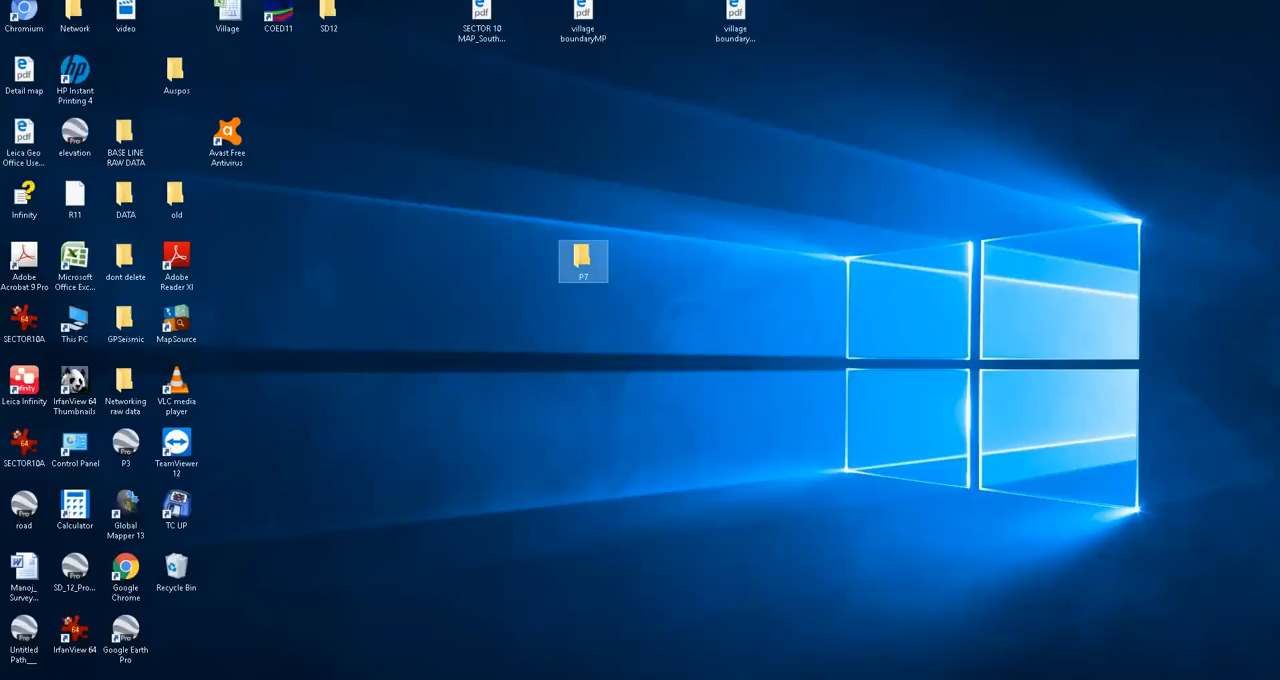 Chromium
Network
video
Village
COED11
SD12
SECTOR 10
MAP_South...
village
boundaryMP
village
boundary...
Detail map
HP Instant
Printing 4
Auspos
Leica Geo
Office Use...
elevation
BASE LINE
RAW DATA
Avast Free
Antivirus
Infinity
R11
DATA
old
Adobe
Acrobat 9 Pro
Microsoft
Office Exc...
dont delete
Adobe
Reader XI
P7
SECTOR10A
This PC
GPSeismic
MapSource
Leica Infinity
IrfanView 64
Thumbnails
Networking
raw data
VLC media
player
SECTOR10A
Control Panel
P3
TeamViewer
12
road
Calculator
Global
Mapper 13
TC UP
Manoj_
Survey...
SD_12_Pro...
Google
Chrome
Recycle Bin
Untitled
Path__
IrfanView 64
Google Earth
Pro